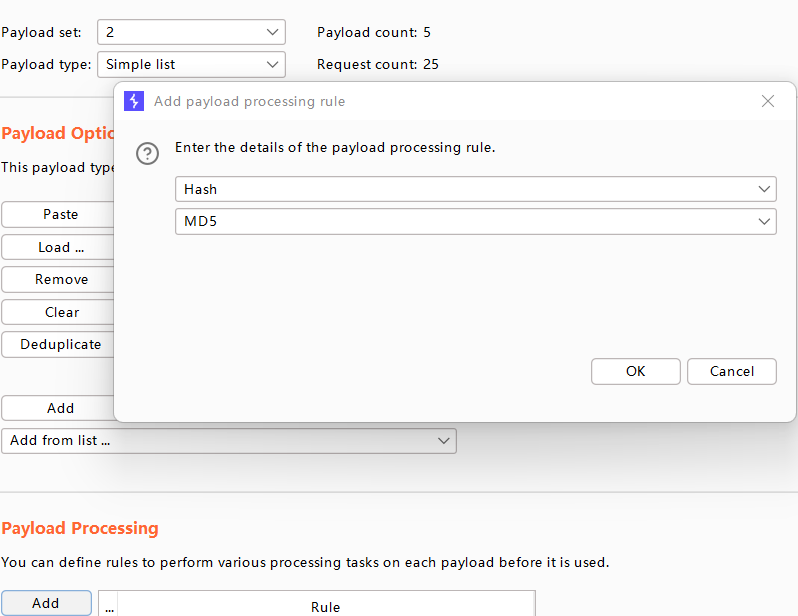 Payload set: 2 Payload count: 5
Payload type: Simple list Request count: 25
Add payload processing rule
Payload Optio
Enter the details of the payload processing rule.
This payload type
Hash
Paste
MD5
Load ...
Remove
Clear
Deduplicate
OK Cancel
Add
Add from list ...
Payload Processing
You can define rules to perform various processing tasks on each payload before it is used.
Add ... Rule